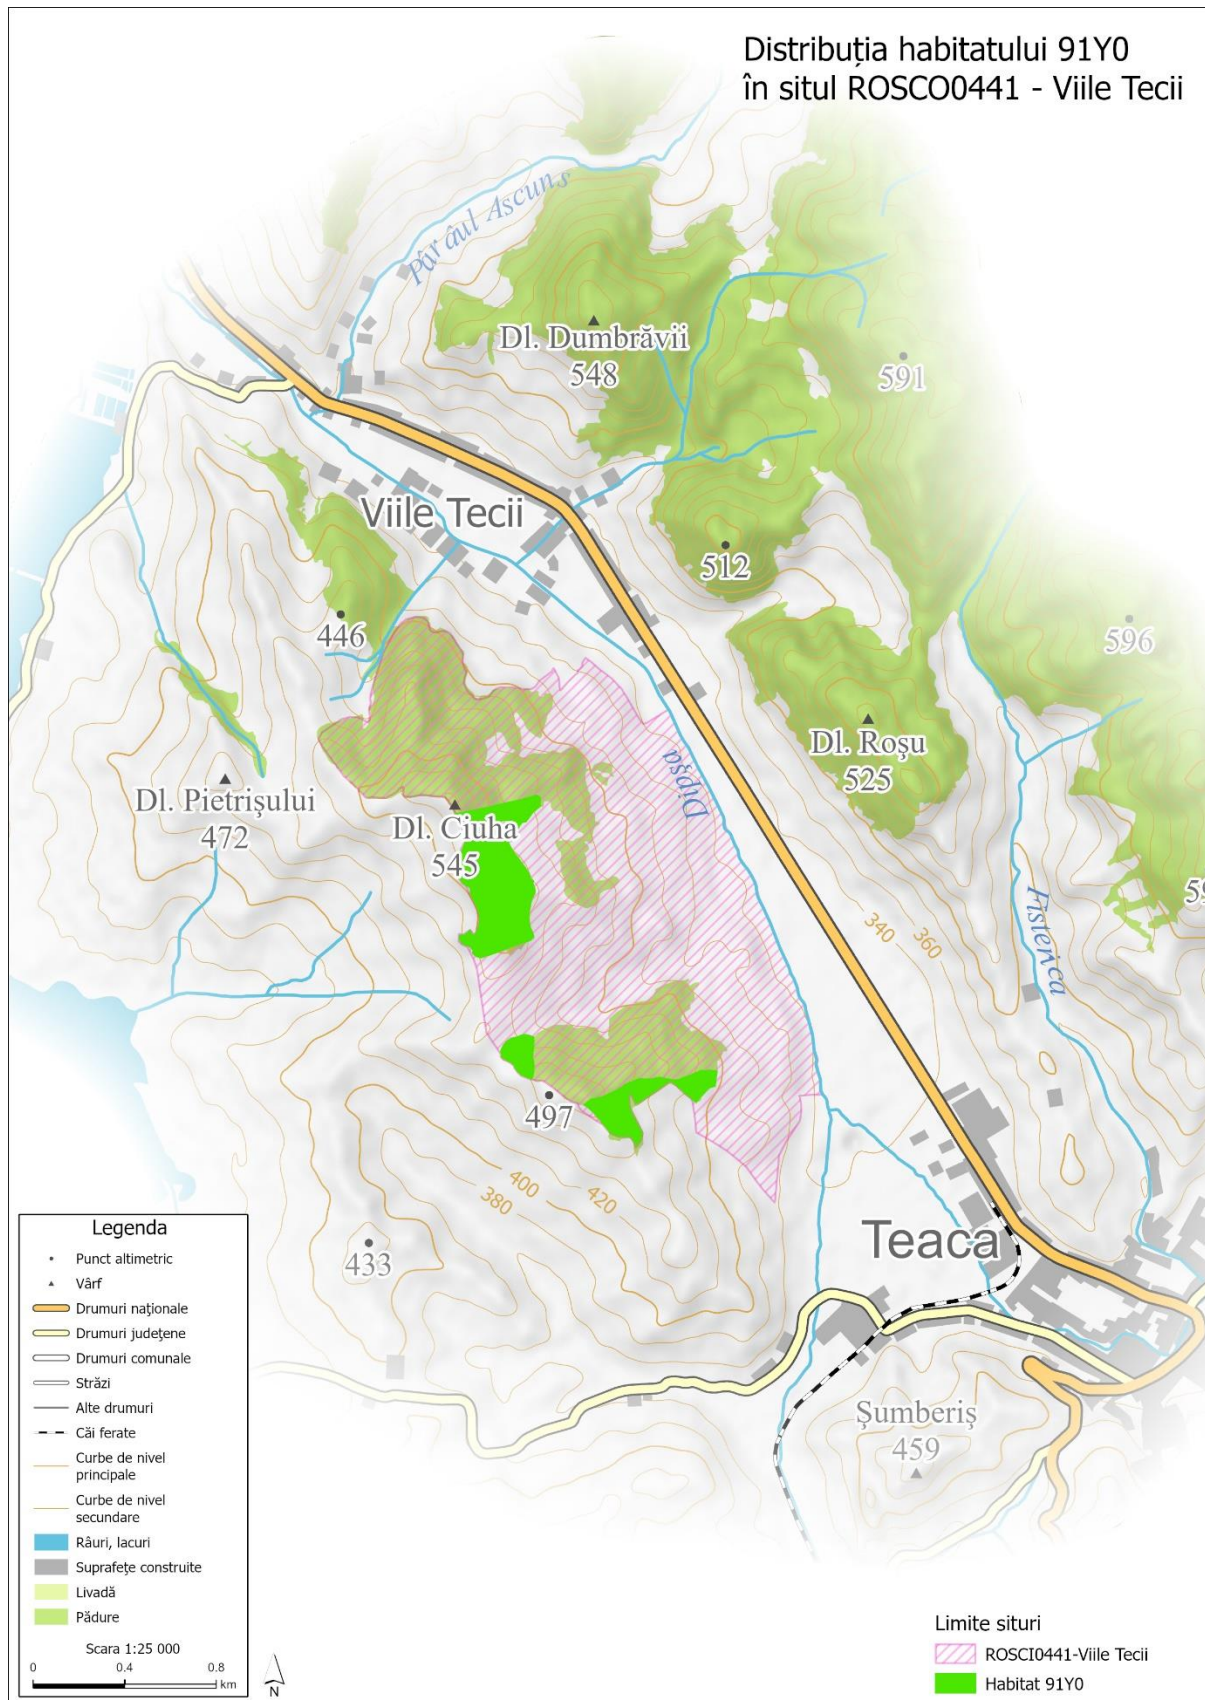 Distribuția habitatului 91Y0
în situl ROSCO0441 - Viile Tecii
Pârâul Ascuns
Dl. Dumbrăvii
548
591
Viile Tecii
512
446
596
Dl. Roşu
525
Dipşa
Dl. Pietrişului
472
Dl. Ciuha
545
340
360
Fistenca
497
400
420
380
Teaca
433
Şumberiş
459
Legenda
Punct altimetric
Vârf
Drumuri naţionale
Drumuri judeţene
Drumuri comunale
Străzi
Alte drumuri
Căi ferate
Curbe de nivel
principale
Curbe de nivel
secundare
Râuri, lacuri
Suprafeţe construite
Livadă
Pădure
Scara 1:25 000
0 0.4 0.8
km
N
Limite situri
ROSCI0441-Viile Tecii
Habitat 91Y0